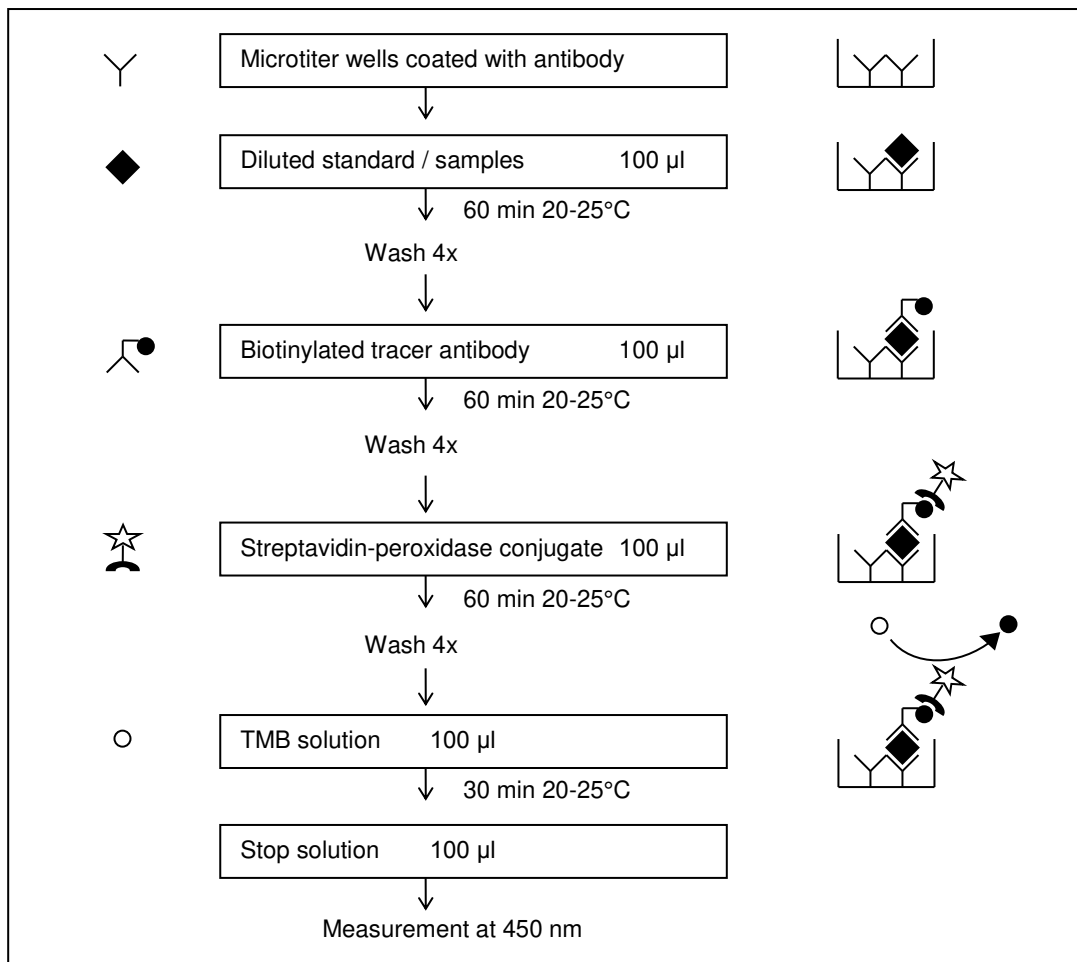 Microtiter wells coated with antibody
Diluted standard / samples 100 µl
60 min 20-25°C
Wash 4x
Biotinylated tracer antibody 100 µl
60 min 20-25°C
Wash 4x
Streptavidin-peroxidase conjugate 100 µl
60 min 20-25°C
Wash 4x
TMB solution 100 µl
30 min 20-25°C
Stop solution 100 µl
Measurement at 450 nm